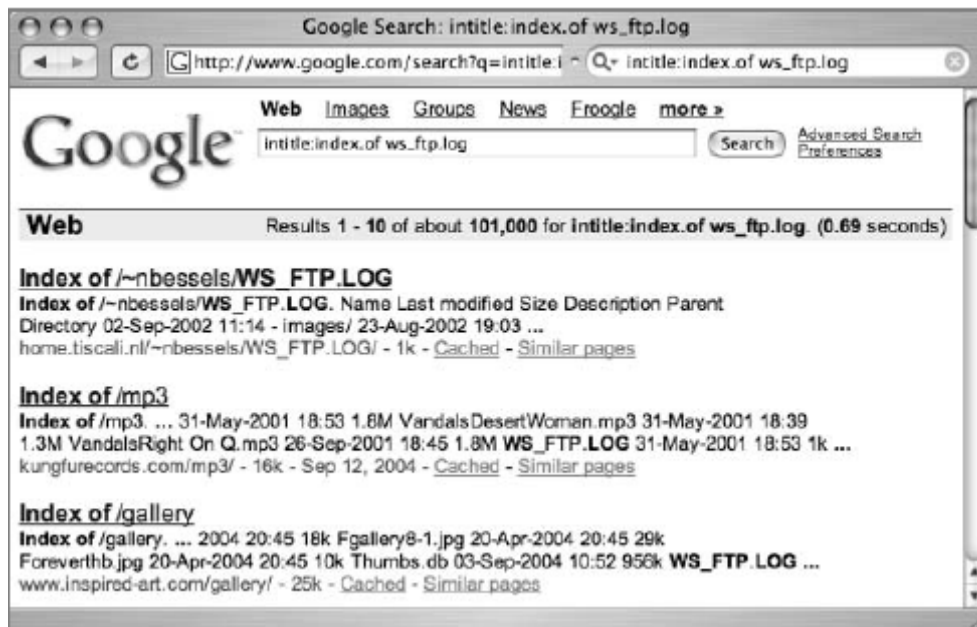 Google Search: intitle:index.of ws_ftp.log
http://www.google.com/search?q=intitle:i
intitle:index.of ws_ftp.log
Web Images Groups News Froogle more »
Google
intitle:index.of ws_ftp.log Search Advanced Search
Preferences
Web Results 1 - 10 of about 101,000 for intitle:index.of ws_ftp.log. (0.69 seconds)
Index of /~nbessels/WS_FTP.LOG
Index of /~nbessels/WS_FTP.LOG. Name Last modified Size Description Parent
Directory 02-Sep-2002 11:14 - images/ 23-Aug-2002 19:03 ...
home.tiscali.nl/~nbessels/WS_FTP.LOG/ - 1k - Cached - Similar pages
Index of /mp3
Index of /mp3. ... 31-May-2001 18:53 1.8M VandalsDesertWoman.mp3 31-May-2001 18:39
1.3M VandalsRight On Q.mp3 26-Sep-2001 18:45 1.8M WS_FTP.LOG 31-May-2001 18:53 1k ...
kungfurecords.com/mp3/ - 16k - Sep 12, 2004 - Cached - Similar pages
Index of /gallery
Index of /gallery. ... 2004 20:45 18k Fgallery8-1.jpg 20-Apr-2004 20:45 29k
Foreverthb.jpg 20-Apr-2004 20:45 10k Thumbs.db 03-Sep-2004 10:52 956k WS_FTP.LOG ...
www.inspired-art.com/gallery/ - 25k - Cached - Similar pages